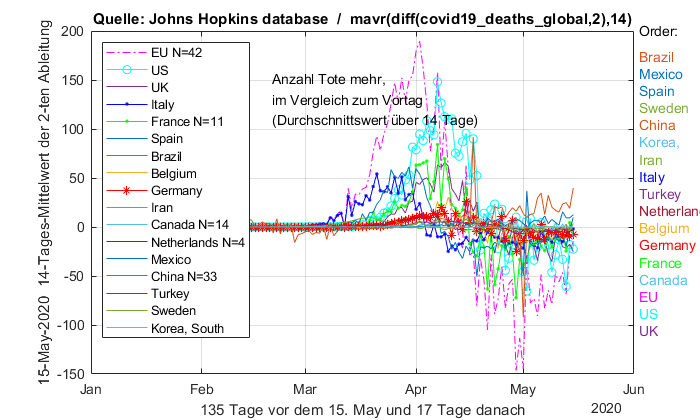 Quelle: Johns Hopkins database / mavr(diff(covid19_deaths_global,2),14)
Order:
200
150
100
50
0
-50
-100
-150
15-May-2020 14-Tages-Mittelwert der 2-ten Ableitung
EU N=42
US
UK
Italy
France N=11
Spain
Brazil
Belgium
Germany
Iran
Canada N=14
Netherlands N=4
Mexico
China N=33
Turkey
Sweden
Korea, South
Anzahl Tote mehr,
im Vergleich zum Vortag
(Durchschnittswert über 14 Tage)
Brazil
Mexico
Spain
Sweden
China
Korea,
Iran
Italy
Turkey
Netherland
Belgium
Germany
France
Canada
EU
US
UK
Jan Feb Mar Apr May Jun
2020
135 Tage vor dem 15. May und 17 Tage danach